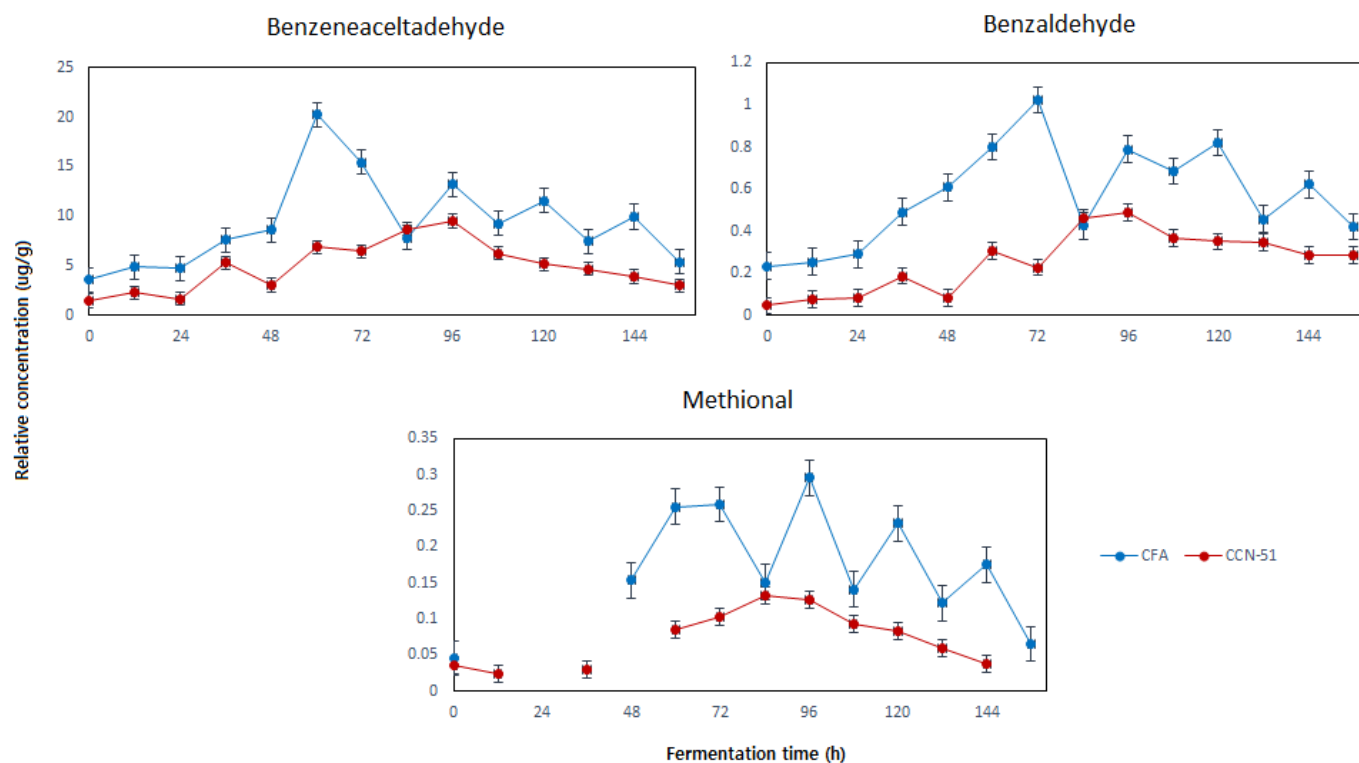 Benzeneaceltadehyde
25
20
15
10
5
0
0 24 48 72 96 120 144
Benzaldehyde
1.2
1
0.8
0.6
0.4
0.2
0
0 24 48 72 96 120 144
Relative concentration (ug/g)
Methional
0.35
0.3
0.25
0.2
0.15
0.1
0.05
0
0 24 48 72 96 120 144
CFA CCN-51
Fermentation time (h)